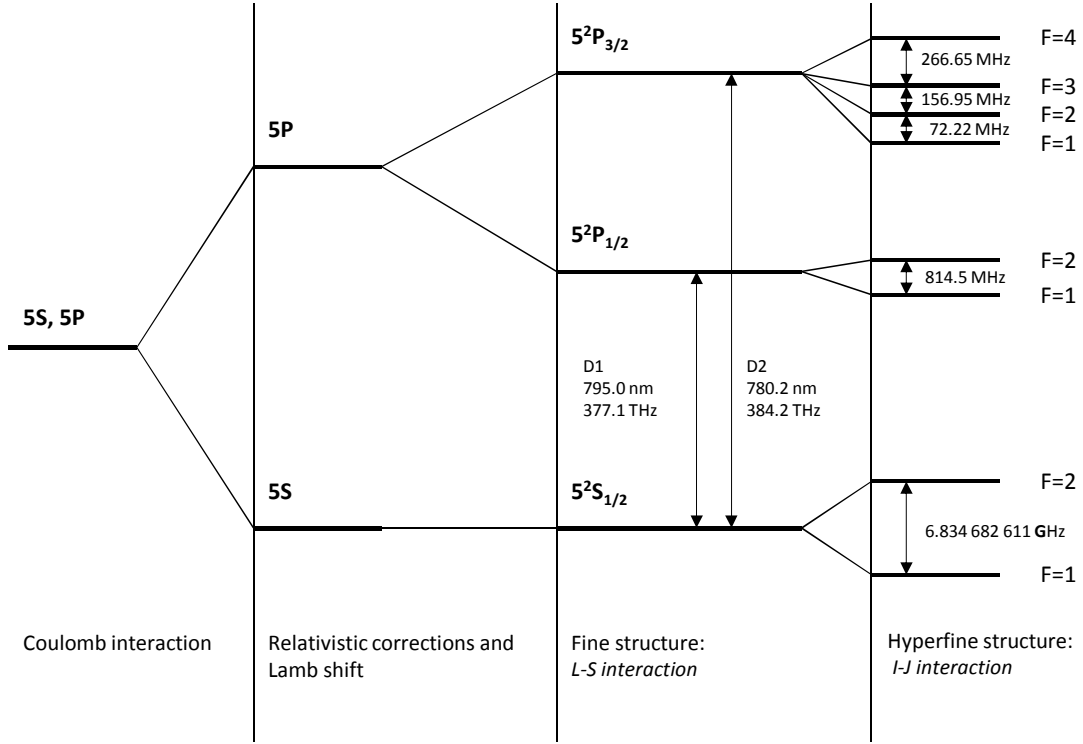 5²P₃/₂
F=4
266.65 MHz
F=3
156.95 MHz
F=2
72.22 MHz
F=1
5P
5²P₁/₂
F=2
814.5 MHz
F=1
5S, 5P
D1
795.0 nm
377.1 THz
D2
780.2 nm
384.2 THz
5S
5²S₁/₂
F=2
6.834 682 611 GHz
F=1
Coulomb interaction
Relativistic corrections and
Lamb shift
Fine structure:
L-S interaction
Hyperfine structure:
I-J interaction